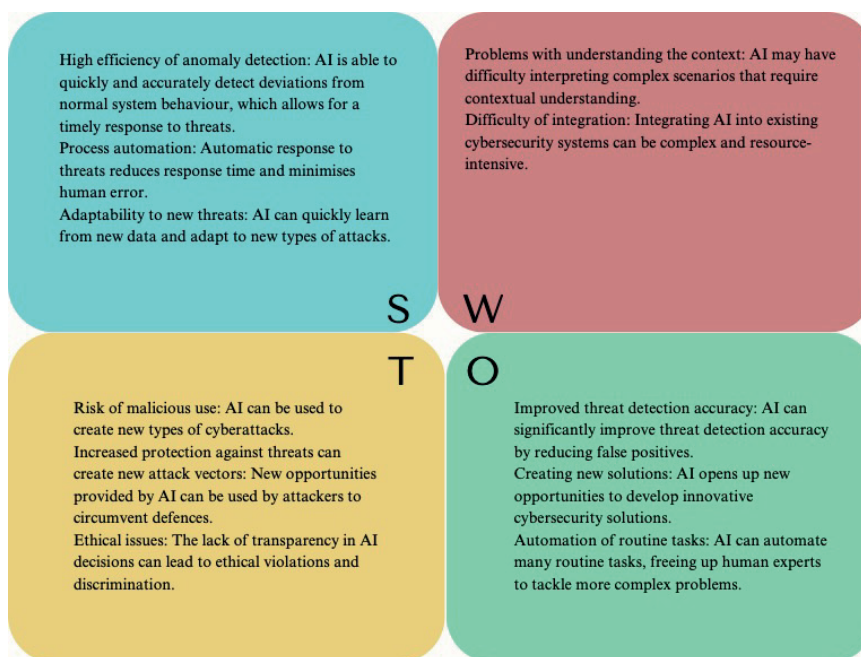 High efficiency of anomaly detection: AI is able to
quickly and accurately detect deviations from
normal system behaviour, which allows for a
timely response to threats.
Process automation: Automatic response to
threats reduces response time and minimises
human error.
Adaptability to new threats: AI can quickly learn
from new data and adapt to new types of attacks.
S
Problems with understanding the context: AI may have
difficulty interpreting complex scenarios that require
contextual understanding.
Difficulty of integration: Integrating AI into existing
cybersecurity systems can be complex and resource-
intensive.
W
T
Risk of malicious use: AI can be used to
create new types of cyberattacks.
Increased protection against threats can
create new attack vectors: New opportunities
provided by AI can be used by attackers to
circumvent defences.
Ethical issues: The lack of transparency in AI
decisions can lead to ethical violations and
discrimination.
O
Improved threat detection accuracy: AI can
significantly improve threat detection accuracy
by reducing false positives.
Creating new solutions: AI opens up new
opportunities to develop innovative
cybersecurity solutions.
Automation of routine tasks: AI can automate
many routine tasks, freeing up human experts
to tackle more complex problems.